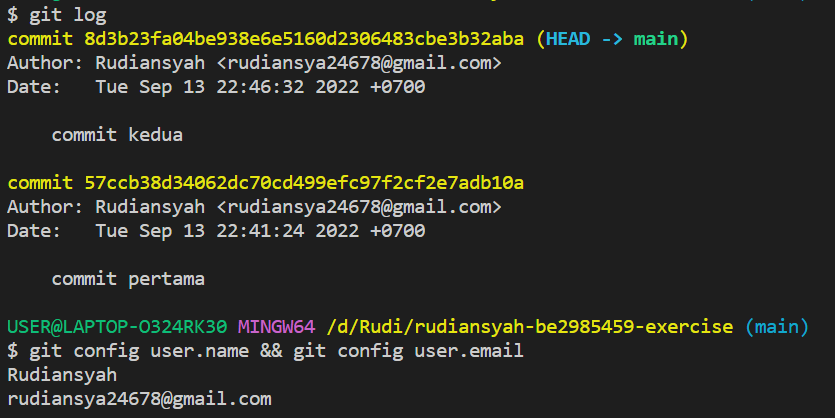 $ git log
commit 8d3b23fa04be938e6e5160d2306483cbe3b32aba (HEAD -> main)
Author: Rudiansyah <rudiansya24678@gmail.com>
Date:   Tue Sep 13 22:46:32 2022 +0700
commit kedua
commit 57ccb38d34062dc70cd499efc97f2cf2e7adb10a
Author: Rudiansyah <rudiansya24678@gmail.com>
Date:   Tue Sep 13 22:41:24 2022 +0700
commit pertama
USER@LAPTOP-O324RK30 MINGW64 /d/Rudi/rudiansyah-be2985459-exercise (main)
$ git config user.name && git config user.email
Rudiansyah
rudiansya24678@gmail.com